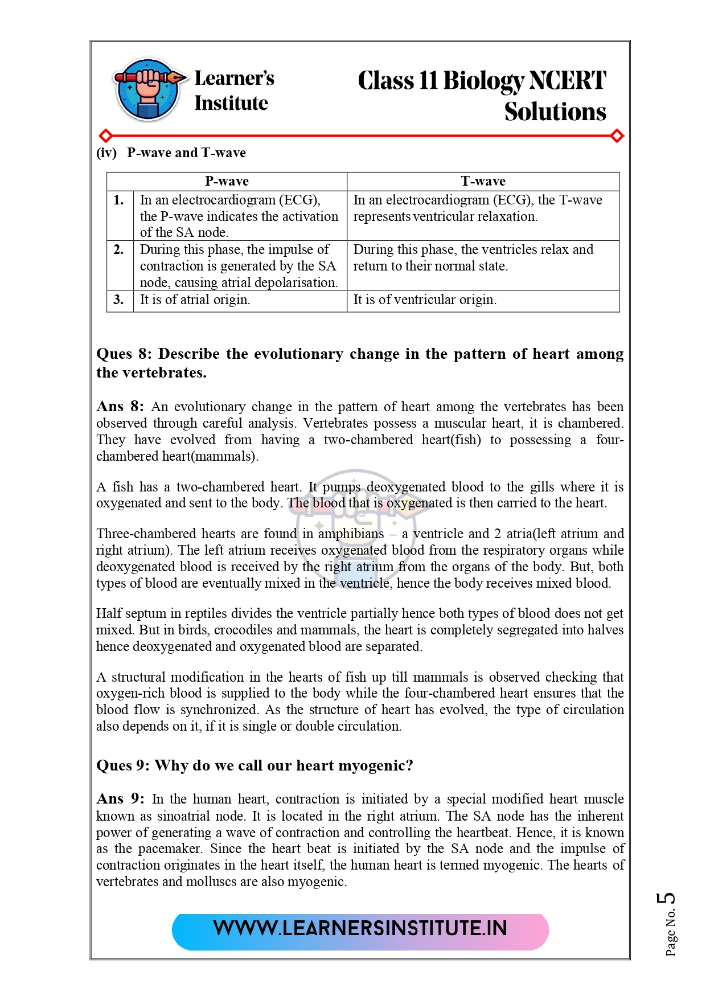 Learner's
Institute
Class 11 Biology NCERT
Solutions
(iv) P-wave and T-wave
P-wave
T-wave
1.
In an electrocardiogram (ECG),
the P-wave indicates the activation
of the SA node.
In an electrocardiogram (ECG), the T-wave
represents ventricular relaxation.
2.
During this phase, the impulse of
contraction is generated by the SA
node, causing atrial depolarisation.
During this phase, the ventricles relax and
return to their normal state.
3.
It is of atrial origin.
It is of ventricular origin.
Ques 8: Describe the evolutionary change in the pattern of heart among
the vertebrates.
Ans 8: An evolutionary change in the pattern of heart among the vertebrates has been
observed through careful analysis. Vertebrates possess a muscular heart, it is chambered.
They have evolved from having a two-chambered heart(fish) to possessing a four-
chambered heart(mammals).
A fish has a two-chambered heart. It pumps deoxygenated blood to the gills where it is
oxygenated and sent to the body. The blood that is oxygenated is then carried to the heart.
Three-chambered hearts are found in amphibians – a ventricle and 2 atria(left atrium and
right atrium). The left atrium receives oxygenated blood from the respiratory organs while
deoxygenated blood is received by the right atrium from the organs of the body. But, both
types of blood are eventually mixed in the ventricle, hence the body receives mixed blood.
Half septum in reptiles divides the ventricle partially hence both types of blood does not get
mixed. But in birds, crocodiles and mammals, the heart is completely segregated into halves
hence deoxygenated and oxygenated blood are separated.
A structural modification in the hearts of fish up till mammals is observed checking that
oxygen-rich blood is supplied to the body while the four-chambered heart ensures that the
blood flow is synchronized. As the structure of heart has evolved, the type of circulation
also depends on it, if it is single or double circulation.
Ques 9: Why do we call our heart myogenic?
Ans 9: In the human heart, contraction is initiated by a special modified heart muscle
known as sinoatrial node. It is located in the right atrium. The SA node has the inherent
power of generating a wave of contraction and controlling the heartbeat. Hence, it is known
as the pacemaker. Since the heart beat is initiated by the SA node and the impulse of
contraction originates in the heart itself, the human heart is termed myogenic. The hearts of
vertebrates and molluscs are also myogenic.
WWW.LEARNERSINSTITUTE.IN
Page No. 5